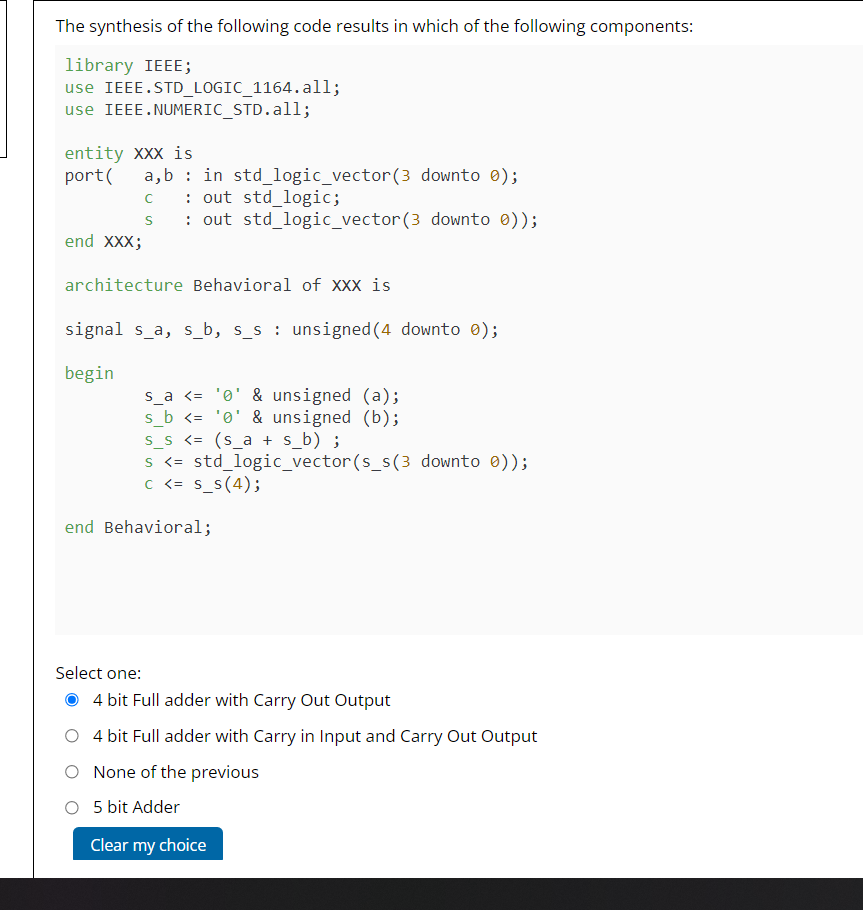 The synthesis of the following code results in which of the following components:
library IEEE;
use IEEE.STD_LOGIC_1164.all;
use IEEE.NUMERIC_STD.all;
entity XXX is
port( a,b : in std_logic_vector(3 downto 0);
c : out std_logic;
s : out std_logic_vector(3 downto 0));
end XXX;
architecture Behavioral of XXX is
signal s_a, s_b, s_s : unsigned(4 downto 0);
begin
s_a <= '0' & unsigned (a);
s_b <= '0' & unsigned (b);
s_s <= (s_a + s_b) ;
s <= std_logic_vector(s_s(3 downto 0));
c <= s_s(4);
end Behavioral;
Select one:
4 bit Full adder with Carry Out Output
4 bit Full adder with Carry in Input and Carry Out Output
None of the previous
5 bit Adder
Clear my choice